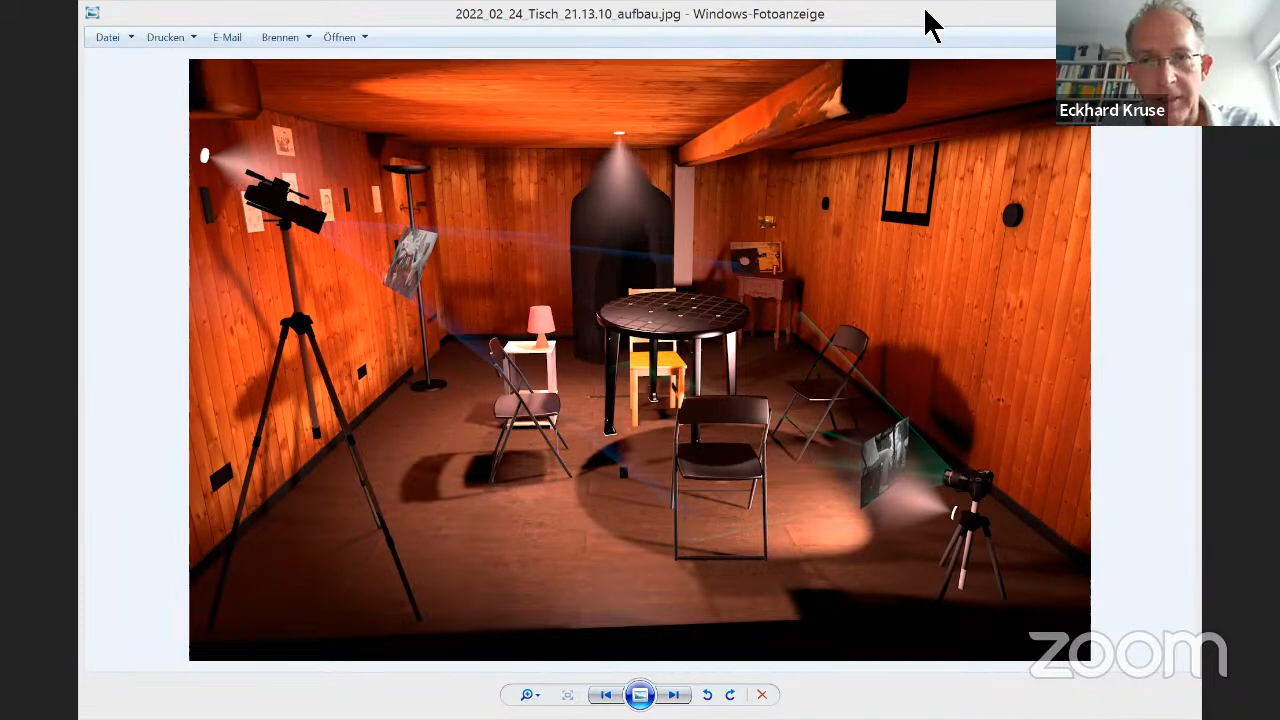 2022_02_24_Tisch_21.13.10_aufbau.jpg - Windows-Fotoanzeige
Datei Drucken E-Mail Brennen Öffnen
Eckhard Kruse
zoom